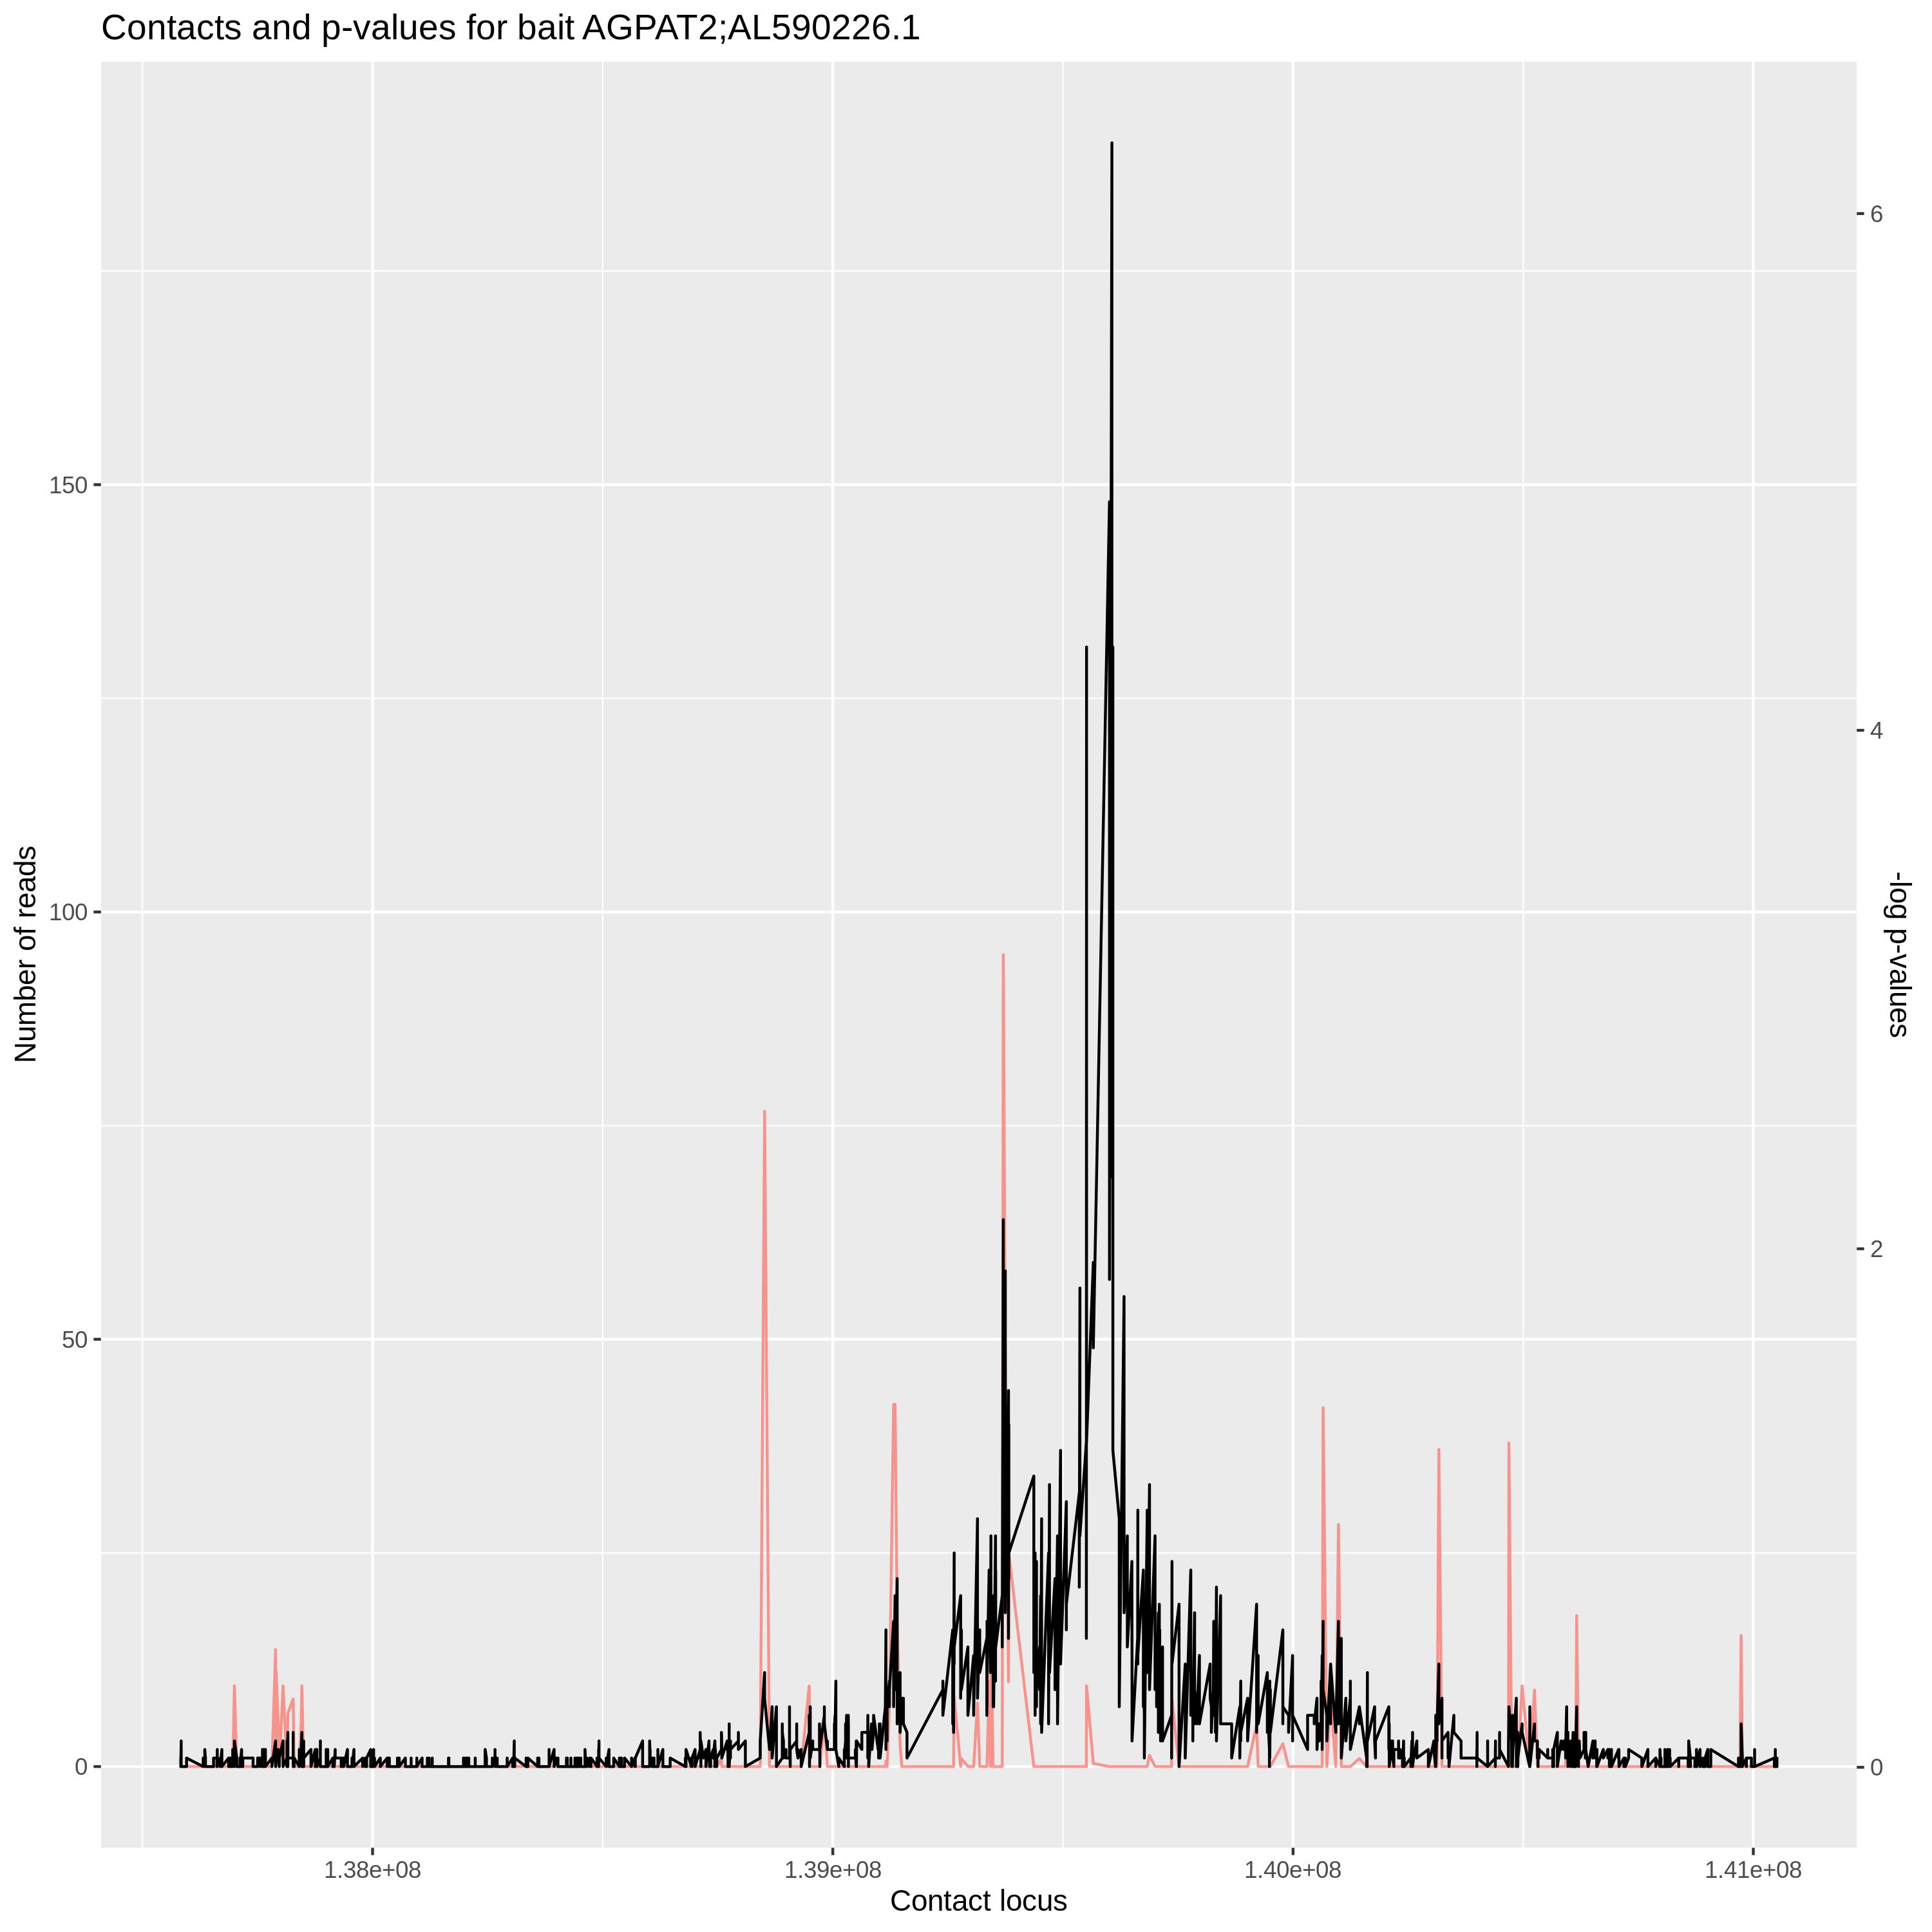 Contacts and p-values for bait AGPAT2;AL590226.1
6
150
4
100
Number of reads
-log p-values
2
50
0
0
1.38e+08
1.39e+08
1.40e+08
1.41e+08
Contact locus